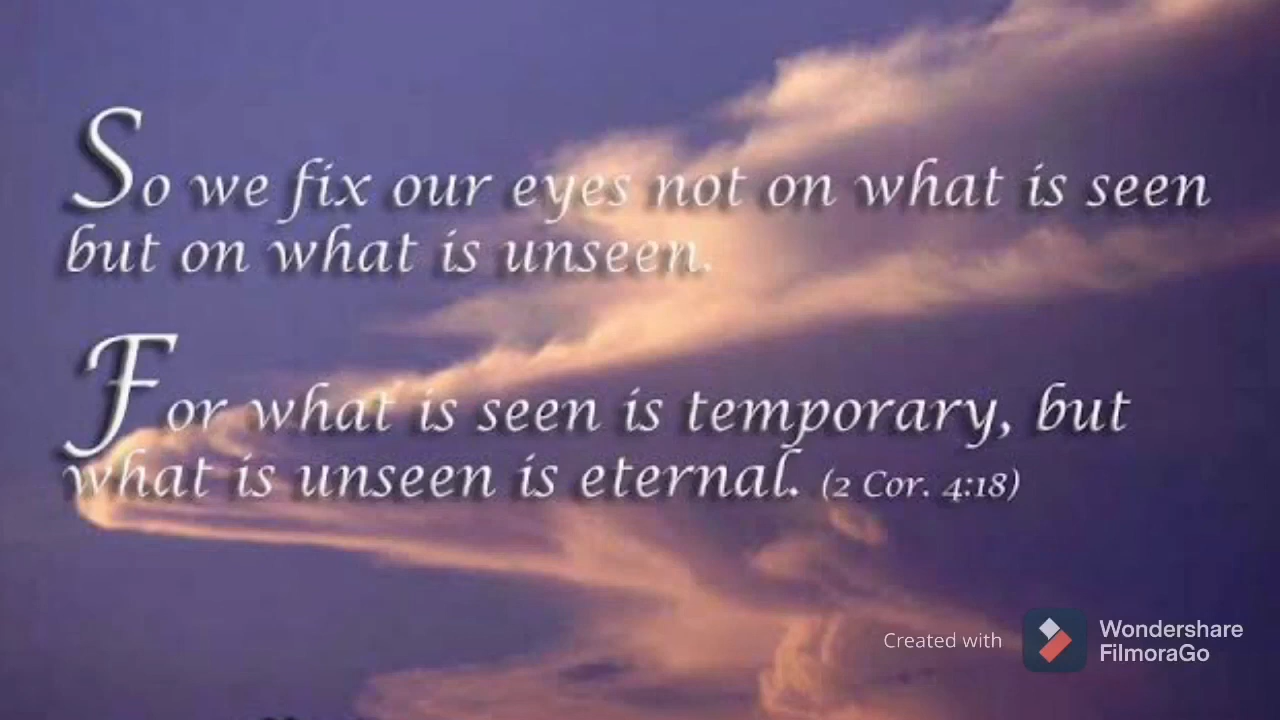 So we fix our eyes not on what is seen
but on what is unseen.
For what is seen is temporary, but
what is unseen is eternal. (2 Cor. 4:18)
Created with
Wondershare
FilmoraGo